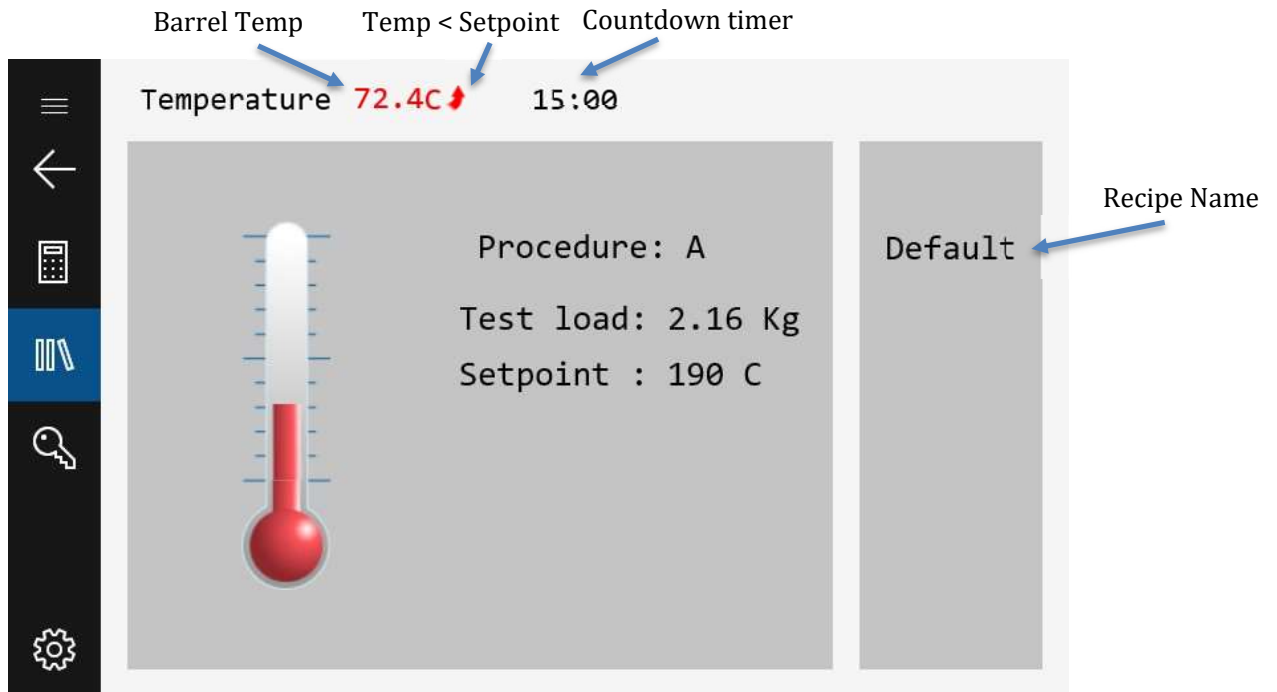 Barrel Temp Temp < Setpoint Countdown timer
Temperature 72.4C 15:00
Recipe Name
Procedure: A
Default
Test load: 2.16 Kg
Setpoint : 190 C